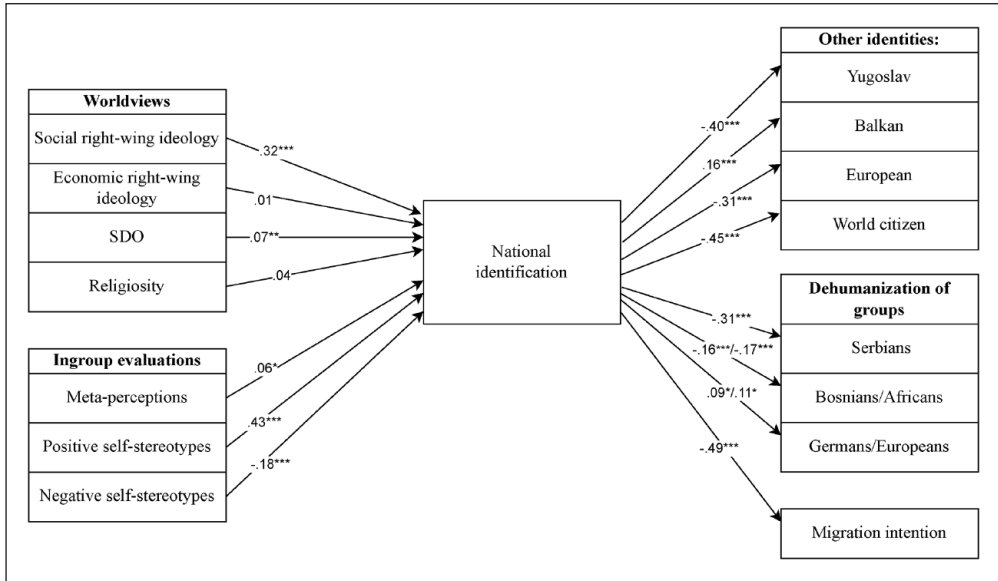 Worldviews
Social right-wing ideology
Economic right-wing
ideology
SDO
Religiosity
Ingroup evaluations
Meta-perceptions
Positive self-stereotypes
Negative self-stereotypes
.32***
.01
.07**
.04
.06*
.43***
-.18***
National
identification
-.40***
.16***
-.31***
-.45***
-.31***
-.16***/-.17***
.09*/.11*
-.49***
Other identities:
Yugoslav
Balkan
European
World citizen
Dehumanization of
groups
Serbians
Bosnians/Africans
Germans/Europeans
Migration intention